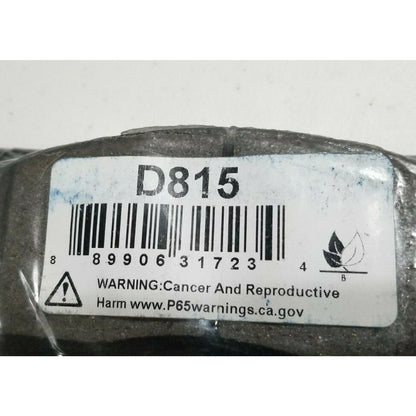 D815
8 89906 31723 4
B
WARNING:Cancer And Reproductive
Harm www.P65warnings.ca.gov